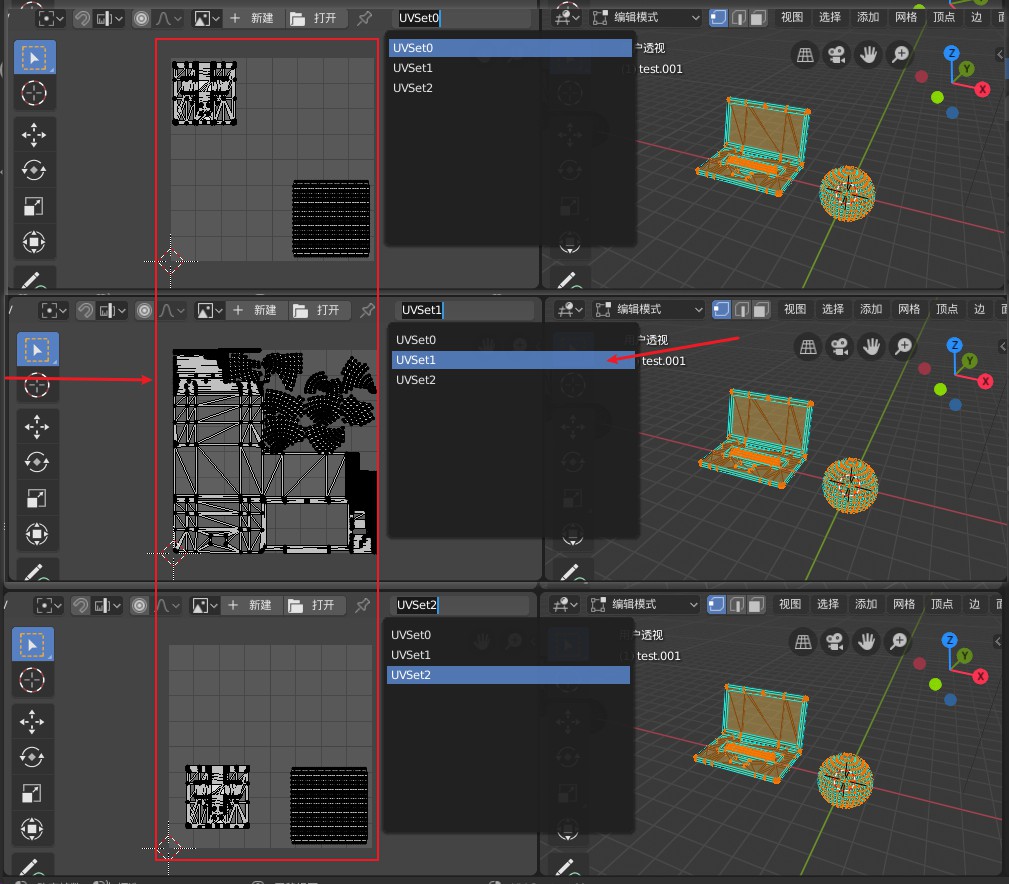 新建 打开 UVSet0 编辑模式 视图 选择 添加 网格 顶点 边
UVSet0
UVSet1
UVSet2
户透视
test.001
Z
Y
X
新建 打开 UVSet1 编辑模式 视图 选择 添加 网格 顶点 边
UVSet0
UVSet1
UVSet2
户透视
test.001
Z
Y
X
新建 打开 UVSet2 编辑模式 视图 选择 添加 网格 顶点 边
UVSet0
UVSet1
UVSet2
户透视
) test.001
Z
Y
X